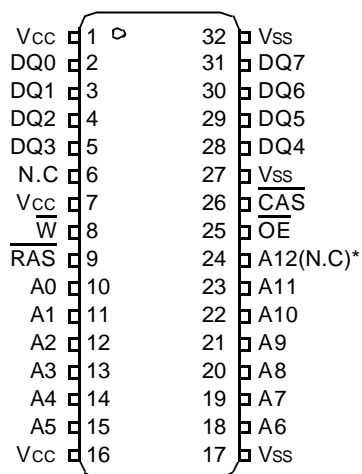 VCC 1 32 VSS
DQ0 2 31 DQ7
DQ1 3 30 DQ6
DQ2 4 29 DQ5
DQ3 5 28 DQ4
N.C 6 27 VSS
VCC 7 26 CAS
W 8 25 OE
RAS 9 24 A12(N.C)*
A0 10 23 A11
A1 11 22 A10
A2 12 21 A9
A3 13 20 A8
A4 14 19 A7
A5 15 18 A6
VCC 16 17 VSS